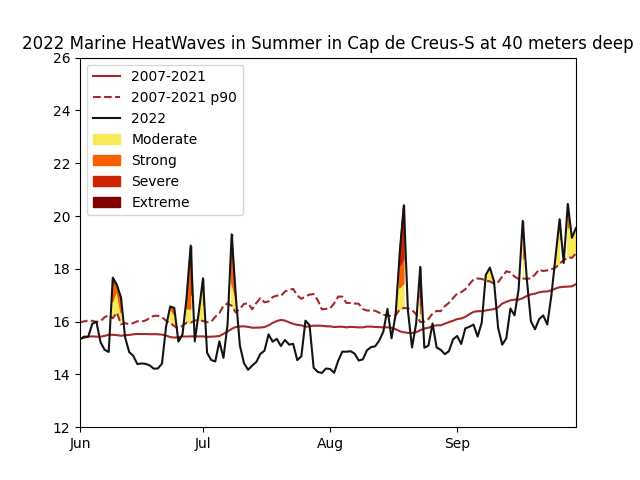 2022 Marine HeatWaves in Summer in Cap de Creus-S at 40 meters deep
26
24
22
20
18
16
14
12
2007-2021
2007-2021 p90
2022
Moderate
Strong
Severe
Extreme
Jun
Jul
Aug
Sep